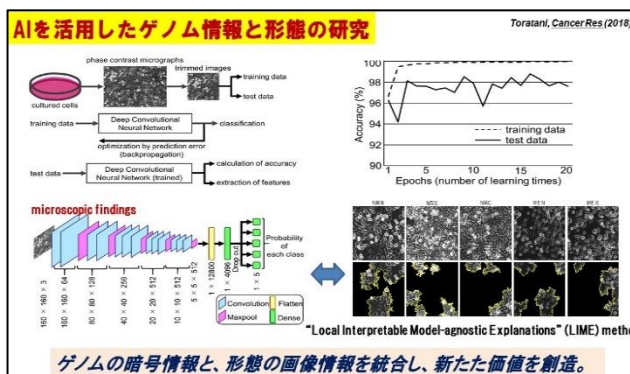 AIを活用したゲノム情報と形態の研究
Toratani, Cancer Res (2018)
phase contrast micrographs
trimmed images
training data
test data
cultured cells
training data
Deep Convolutional
Neural Network
classification
optimization by prediction error
(backpropagation)
test data
Deep Convolutional
Neural Network (trained)
calculation of accuracy
extraction of features
Accuracy (%)
100
98
96
94
92
90
training data
test data
1
5
10
15
20
Epochs (number of learning times)
microscopic findings
160 × 160 × 3
160 × 160 × 64
80 × 80 × 128
40 × 40 × 256
20 × 20 × 512
10 × 10 × 512
5 × 5 × 512
1 × 12800
1 × 4096
Drop out
1 × 5
Probability
of
each class
Convolution
Maxpool
Flatten
Dense
NRC
"Local Interpretable Model-agnostic Explanations" (LIME) metho
ゲノムの暗号情報と、形態の画像情報を統合し、新たた価値を創造。